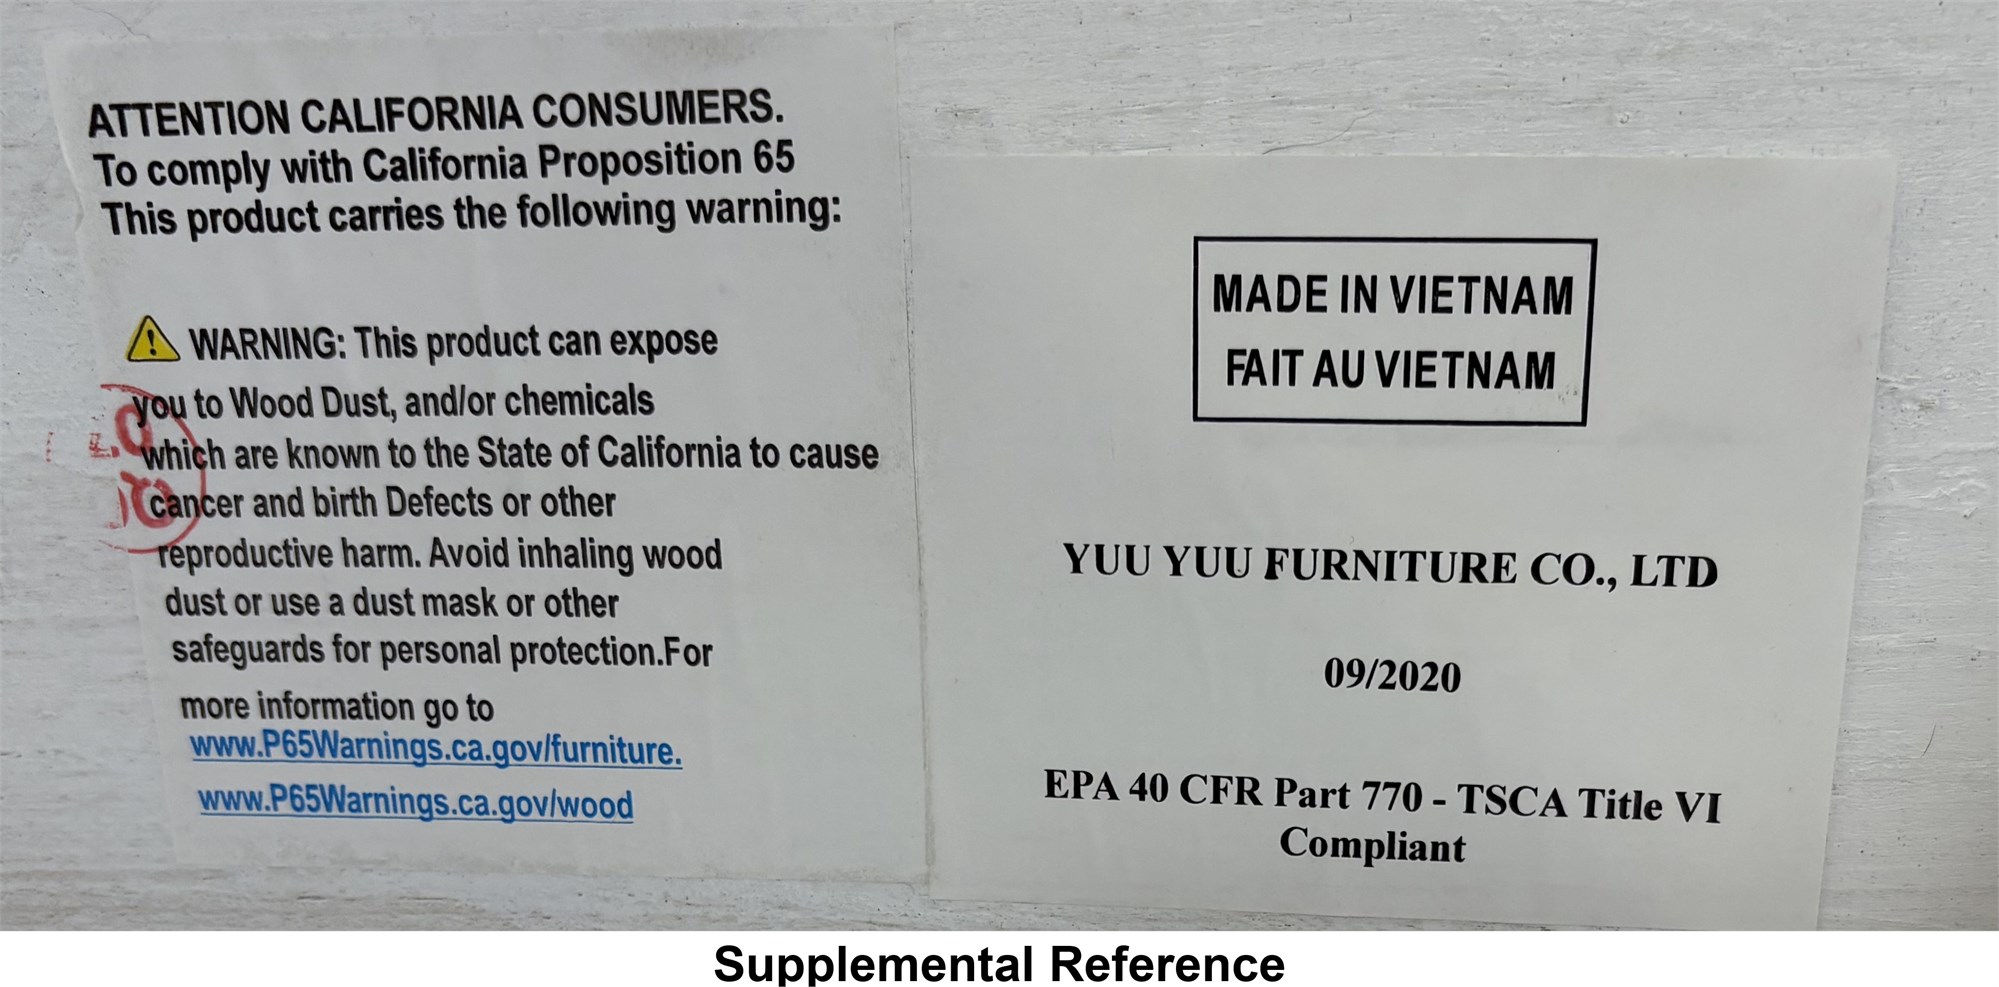 ATTENTION CALIFORNIA CONSUMERS.
To comply with California Proposition 65
This product carries the following warning:
WARNING: This product can expose
you to Wood Dust, and/or chemicals
which are known to the State of California to cause
cancer and birth Defects or other
reproductive harm. Avoid inhaling wood
dust or use a dust mask or other
safeguards for personal protection.For
more information go to
www.P65Warnings.ca.gov/furniture.
www.P65Warnings.ca.gov/wood
MADE IN VIETNAM
FAIT AU VIETNAM
YUU YUU FURNITURE CO., LTD
09/2020
EPA 40 CFR Part 770 - TSCA Title VI
Compliant
Supplemental Reference